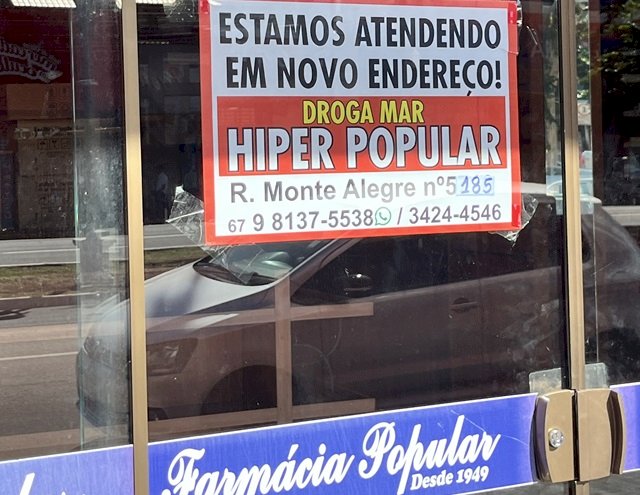 ESTAMOS ATENDENDO
EM NOVO ENDEREÇO!
DROGA MAR
HIPER POPULAR
R. Monte Alegre nº5185
67 9 8137-5538 / 3424-4546
Farmácia Popular
Desde 1949